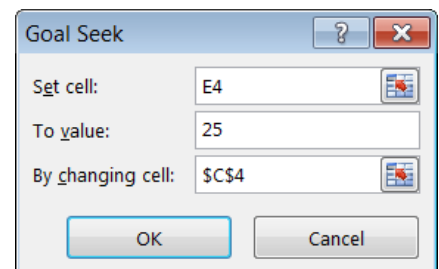 Goal Seek ?
Set cell: E4
To value: 25
By changing cell: $C$4
OK Cancel